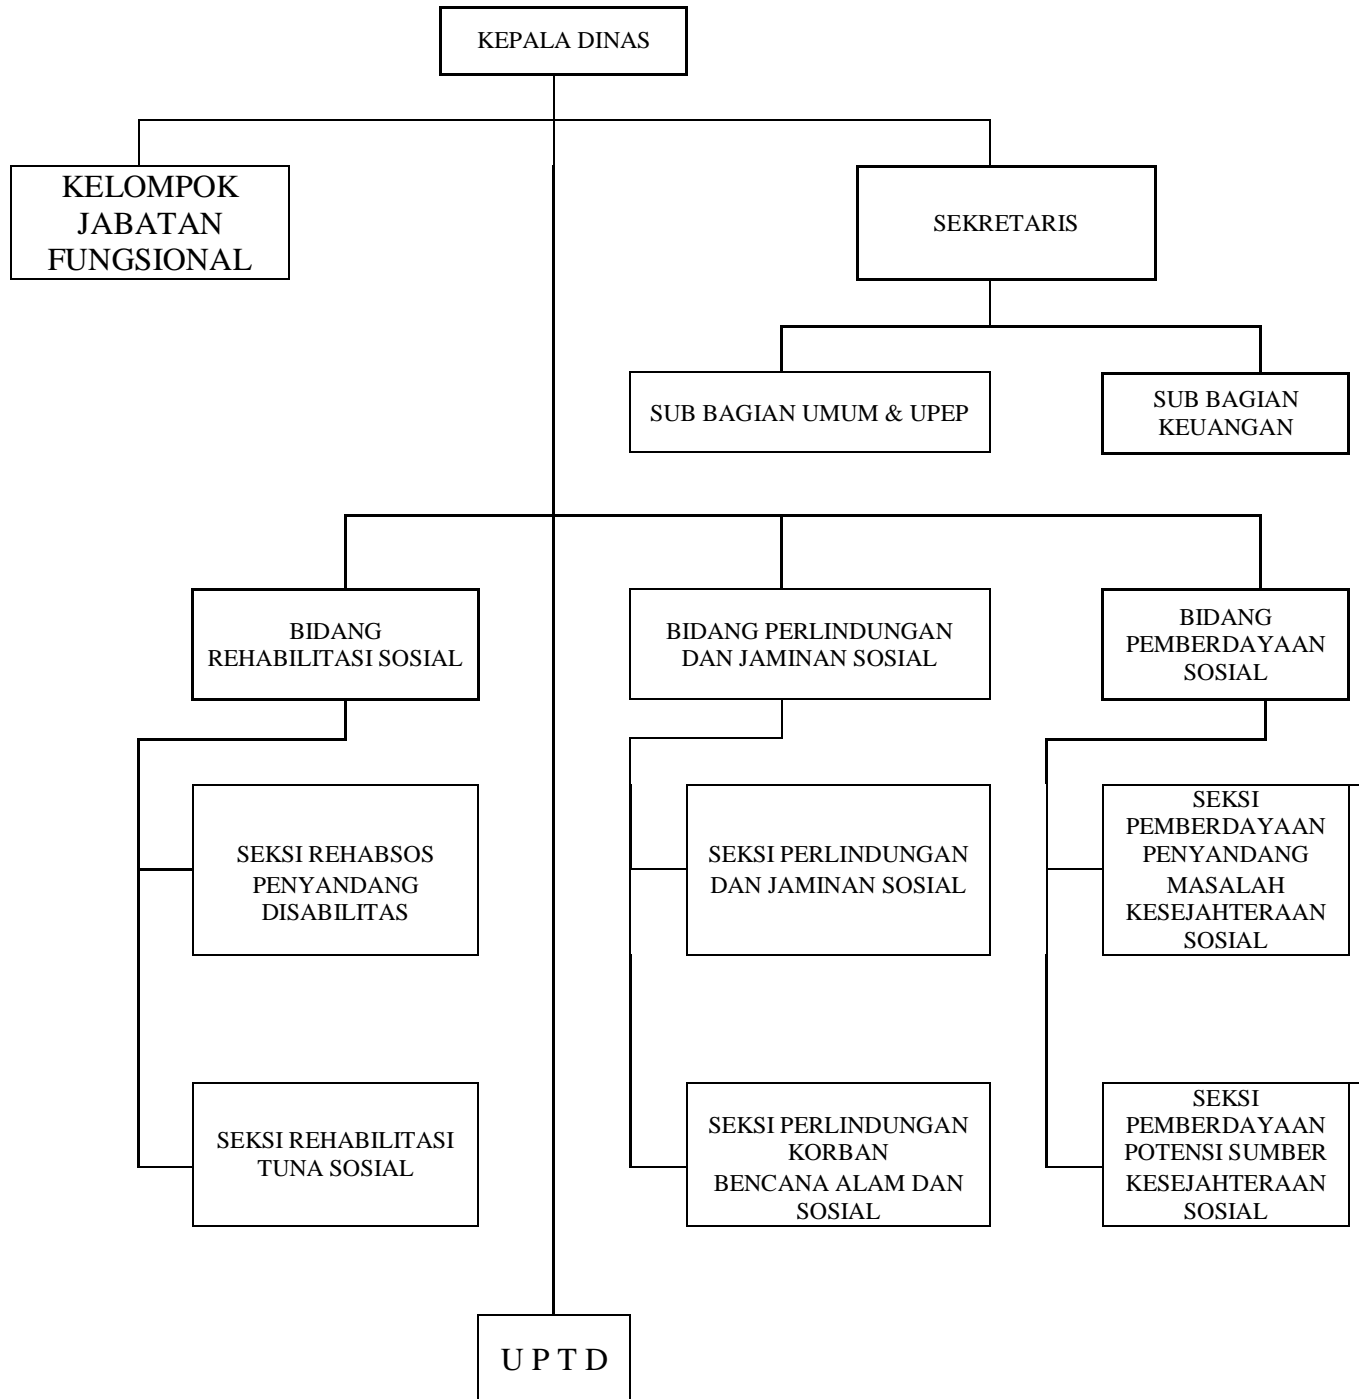 KEPALA DINAS
KELOMPOK
JABATAN
FUNGSIONAL
SEKRETARIS
SUB BAGIAN UMUM & UPEP
SUB BAGIAN
KEUANGAN
BIDANG
REHABILITASI SOSIAL
BIDANG PERLINDUNGAN
DAN JAMINAN SOSIAL
BIDANG
PEMBERDAYAAN
SOSIAL
SEKSI REHABSOS
PENYANDANG
DISABILITAS
SEKSI PERLINDUNGAN
DAN JAMINAN SOSIAL
SEKSI
PEMBERDAYAAN
PENYANDANG
MASALAH
KESEJAHTERAAN
SOSIAL
SEKSI REHABILITASI
TUNA SOSIAL
SEKSI PERLINDUNGAN
KORBAN
BENCANA ALAM DAN
SOSIAL
SEKSI
PEMBERDAYAAN
POTENSI SUMBER
KESEJAHTERAAN
SOSIAL
U P T D